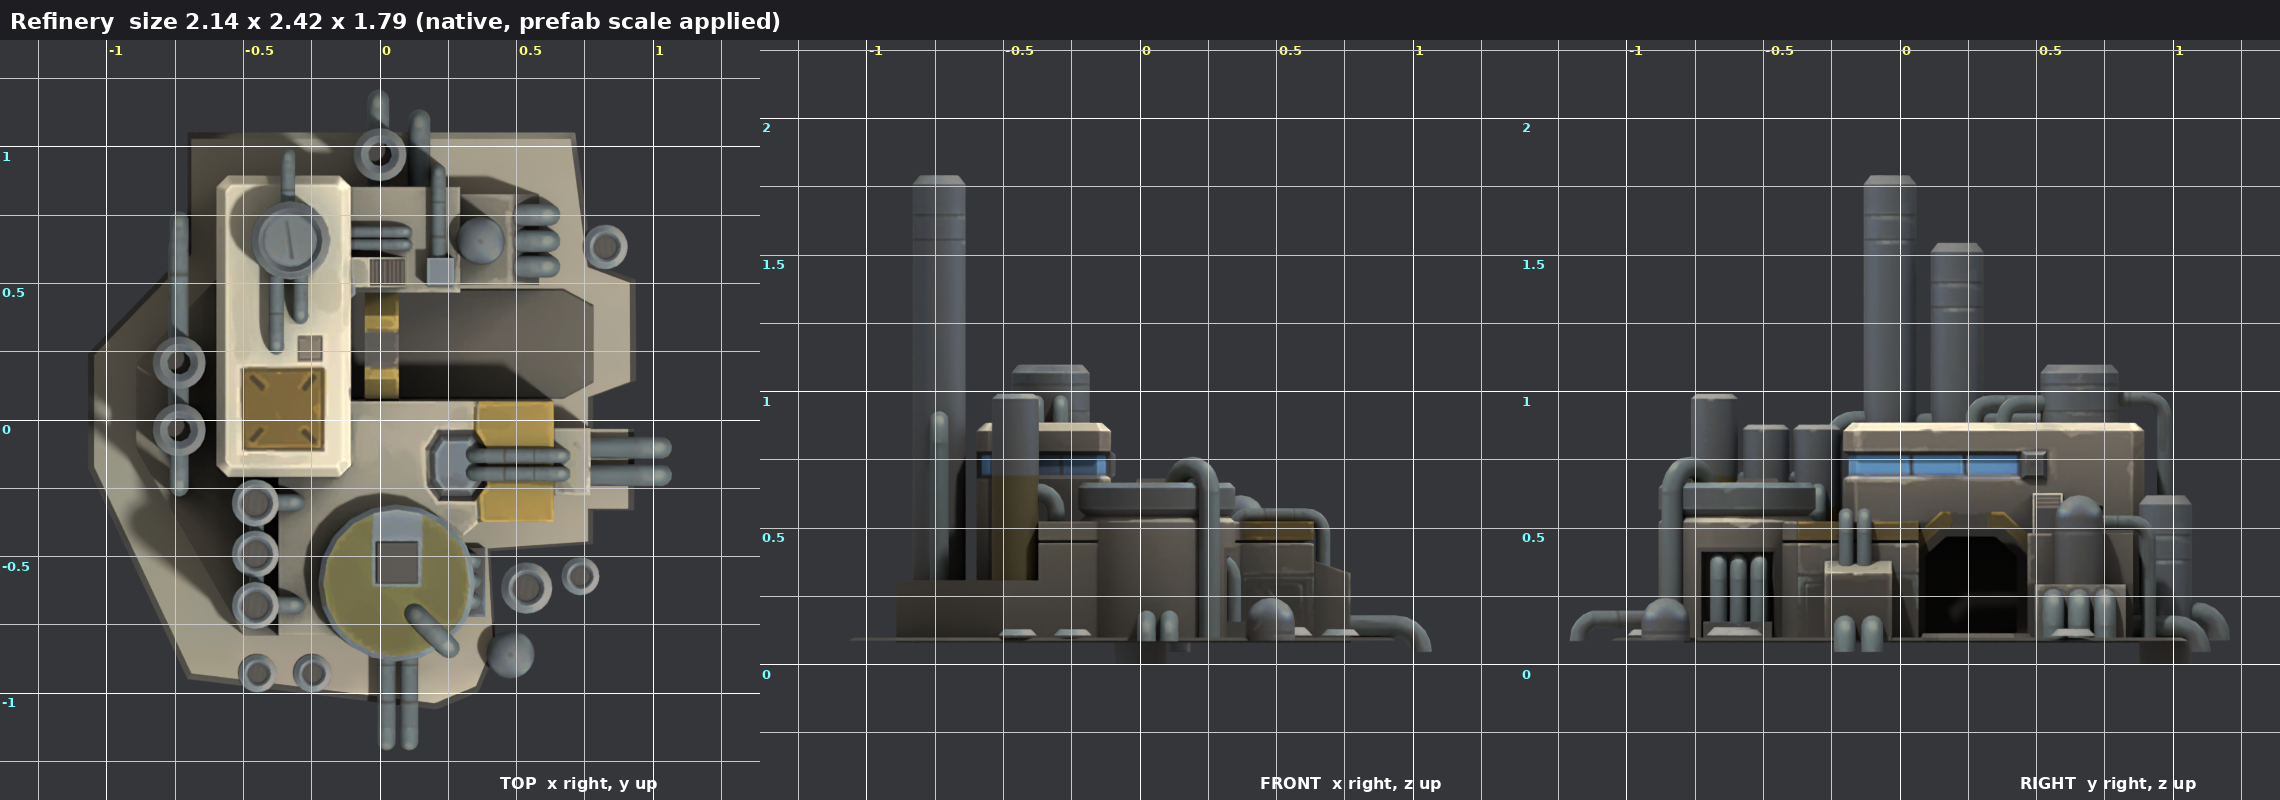 Refinery  size 2.14 x 2.42 x 1.79 (native, prefab scale applied)
-1 -0.5 0 0.5 1
-1 -0.5 0 0.5 1
-1 -0.5 0 0.5 1
1
0.5
0
-0.5
-1
2
1.5
1
0.5
0
2
1.5
1
0.5
0
TOP  x right, y up
FRONT  x right, z up
RIGHT  y right, z up